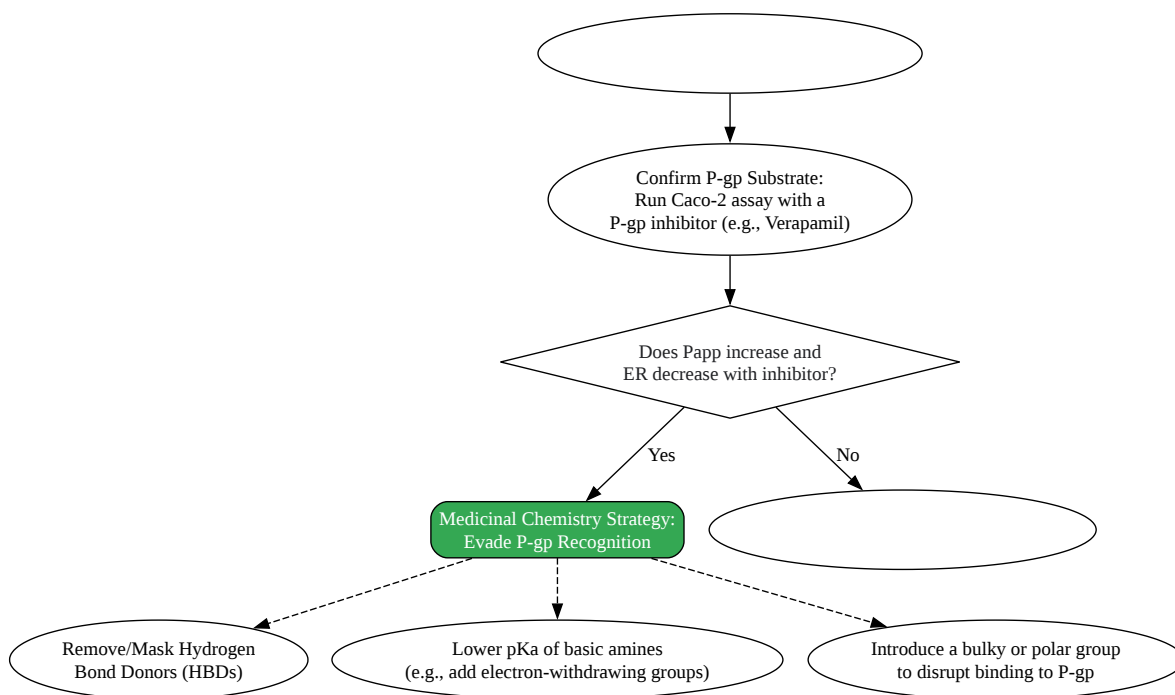 Confirm P-gp Substrate:
Run Caco-2 assay with a
P-gp inhibitor (e.g., Verapamil)
Does Papp increase and
ER decrease with inhibitor?
Yes
No
Medicinal Chemistry Strategy:
Evade P-gp Recognition
Remove/Mask Hydrogen
Bond Donors (HBDs)
Lower pKa of basic amines
(e.g., add electron-withdrawing groups)
Introduce a bulky or polar group
to disrupt binding to P-gp